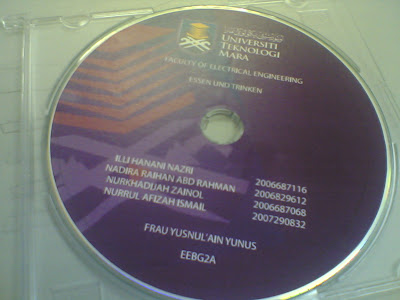 UNIVERSITI
TEKNOLOGI
MARA
FACULTY OF ELECTRICAL ENGINEERING
ESSEN UND TRINKEN
ILLI HANANI NAZRI 2006687116
NADIRA RAIHAN ABD RAHMAN 2006829612
NURKHADIJAH ZAINOL 2006687068
NURRUL AFIZAH ISMAIL 2007290832
FRAU YUSNUL'AIN YUNUS
EEBG2A